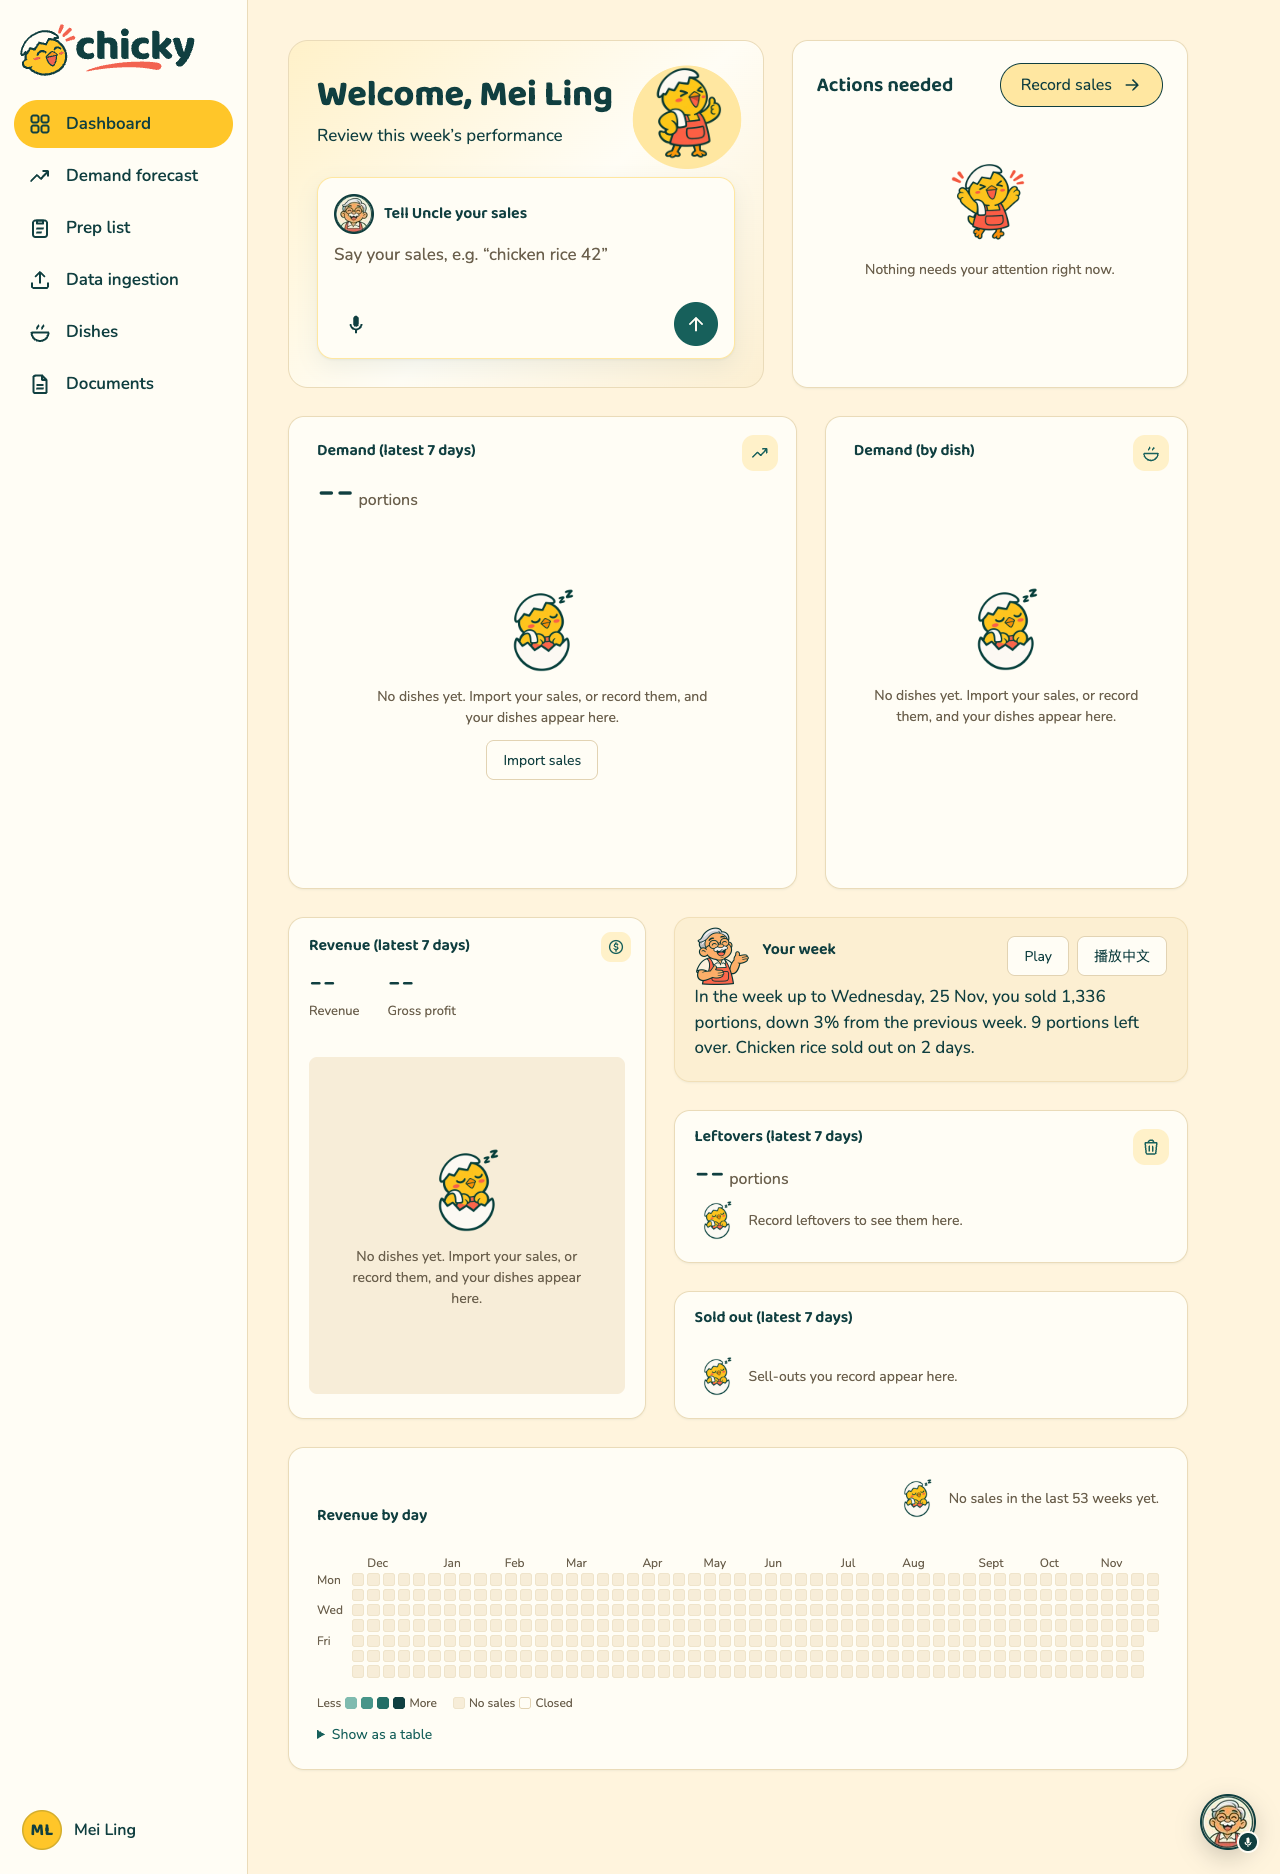 chicky
Dashboard
Demand forecast
Prep list
Data ingestion
Dishes
Documents
ML
Mei Ling
Welcome, Mei Ling
Review this week’s performance
Tell Uncle your sales
Say your sales, e.g. “chicken rice 42”
Actions needed
Record sales
Nothing needs your attention right now.
Demand (latest 7 days)
-- portions
No dishes yet. Import your sales, or record them, and
your dishes appear here.
Import sales
Demand (by dish)
No dishes yet. Import your sales, or record
them, and your dishes appear here.
Revenue (latest 7 days)
-- --
Revenue Gross profit
No dishes yet. Import your sales, or
record them, and your dishes appear
here.
Your week
Play
播放中文
In the week up to Wednesday, 25 Nov, you sold 1,336
portions, down 3% from the previous week. 9 portions left
over. Chicken rice sold out on 2 days.
Leftovers (latest 7 days)
-- portions
Record leftovers to see them here.
Sold out (latest 7 days)
Sell-outs you record appear here.
Revenue by day
No sales in the last 53 weeks yet.
Dec Jan Feb Mar Apr May Jun Jul Aug Sept Oct Nov
Mon
Wed
Fri
Less More No sales Closed
Show as a table